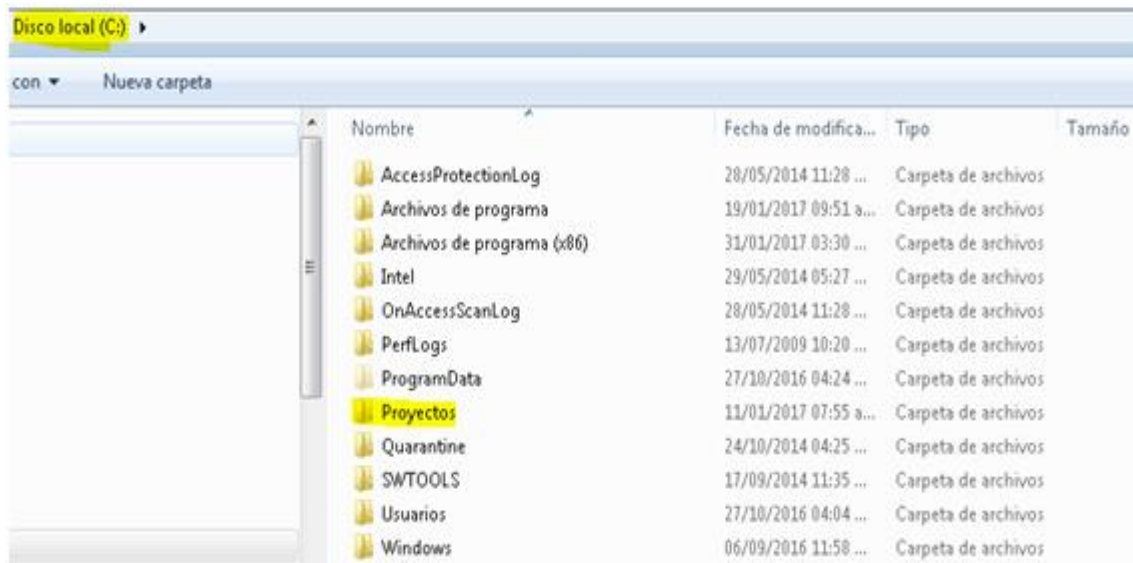 Disco local (C:)
con Nueva carpeta
Nombre Fecha de modifica... Tipo Tamaño
AccessProtectionLog 28/05/2014 11:28 ... Carpeta de archivos
Archivos de programa 19/01/2017 09:51 a... Carpeta de archivos
Archivos de programa (x86) 31/01/2017 03:30 ... Carpeta de archivos
Intel 29/05/2014 05:27 ... Carpeta de archivos
OnAccessScanLog 28/05/2014 11:28 ... Carpeta de archivos
PerfLogs 13/07/2009 10:20 ... Carpeta de archivos
ProgramData 27/10/2016 04:24 ... Carpeta de archivos
Proyectos 11/01/2017 07:55 a... Carpeta de archivos
Quarantine 24/10/2014 04:25 ... Carpeta de archivos
SWTOOLS 17/09/2014 11:35 ... Carpeta de archivos
Usuarios 27/10/2016 04:04 ... Carpeta de archivos
Windows 06/09/2016 11:58 ... Carpeta de archivos